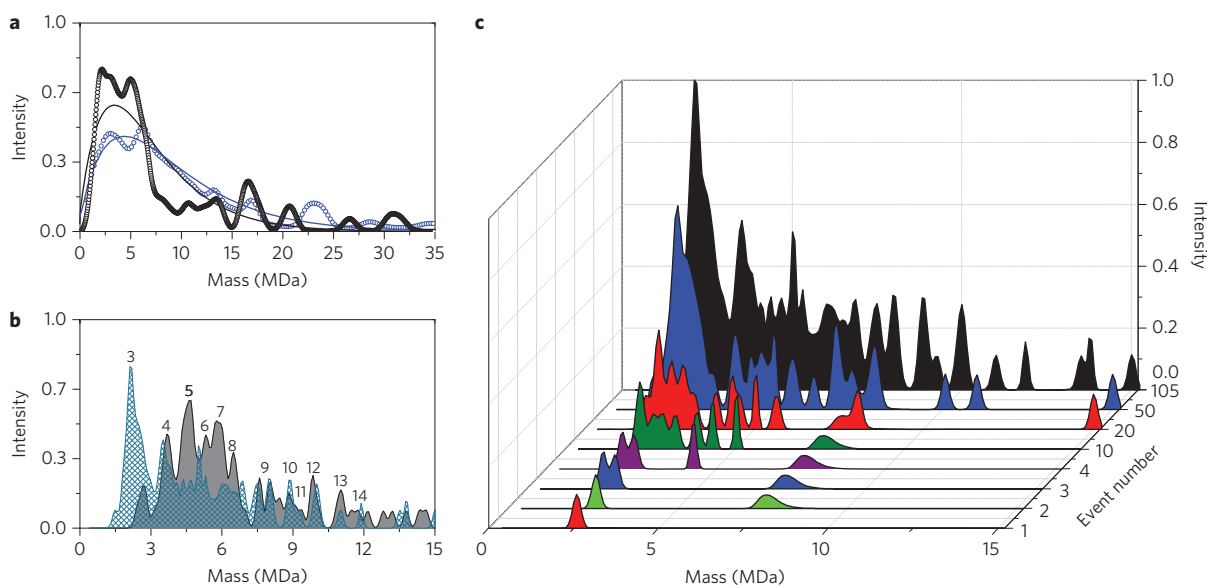 a
1.0
0.7
0.3
0.0
Intensity
0 5 10 15 20 25 30 35
Mass (MDa)
b
1.0
0.7
0.3
0.0
Intensity
3 4 5 6 7 8 9 10 11 12 13 14
0 3 6 9 12 15
Mass (MDa)
c
1.0
0.8
0.6
0.4
0.2
0.0
Intensity
105
50
20
10
4
3
2
1
Event number
0 5 10 15
Mass (MDa)